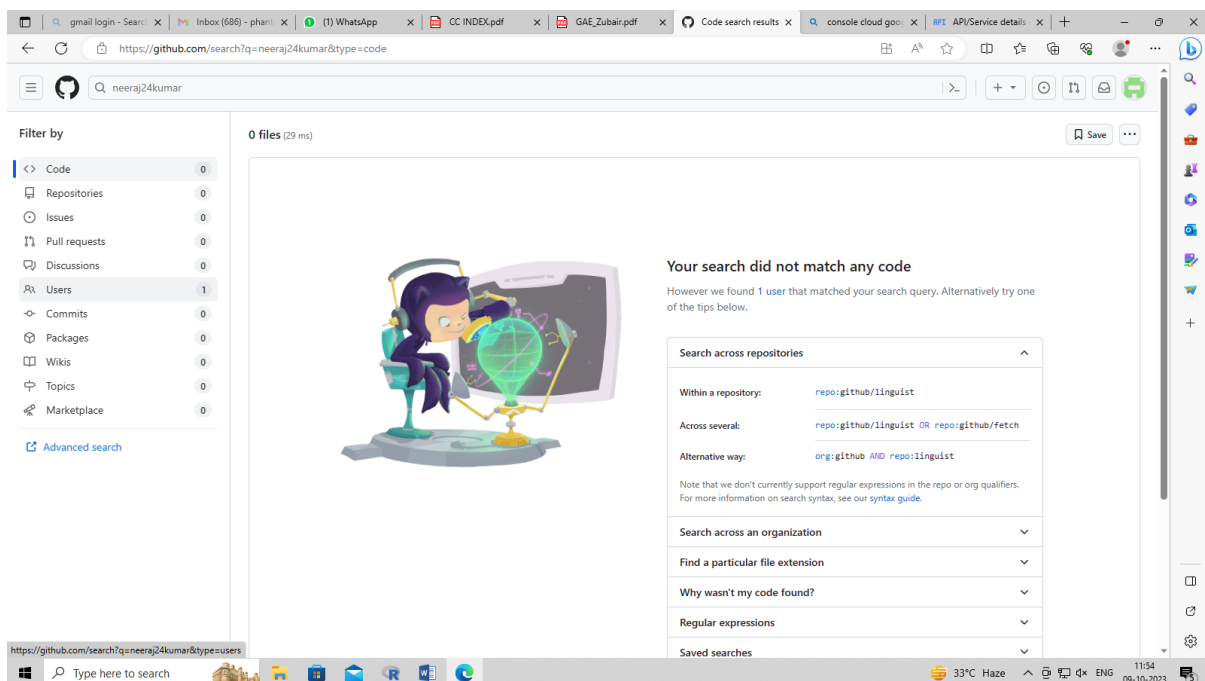 gmail login - Search
Inbox (686) - phant
(1) WhatsApp
CC INDEX.pdf
GAE_Zubair.pdf
Code search results
console cloud goog
RFI API/Service details
https://github.com/search?q=neeraj24kumar&type=code
neeraj24kumar
Filter by
Code 0
Repositories 0
Issues 0
Pull requests 0
Discussions 0
Users 1
Commits 0
Packages 0
Wikis 0
Topics 0
Marketplace 0
Advanced search
0 files (29 ms)
Save
Your search did not match any code
However we found 1 user that matched your search query. Alternatively try one
of the tips below.
Search across repositories
Within a repository: repo:github/linguist
Across several: repo:github/linguist OR repo:github/fetch
Alternative way: org:github AND repo:linguist
Note that we don't currently support regular expressions in the repo or org qualifiers.
For more information on search syntax, see our syntax guide.
Search across an organization
Find a particular file extension
Why wasn't my code found?
Regular expressions
Saved searches
https://github.com/search?q=neeraj24kumar&type=users
Type here to search
33°C Haze
ENG
11:54
09-10-2023